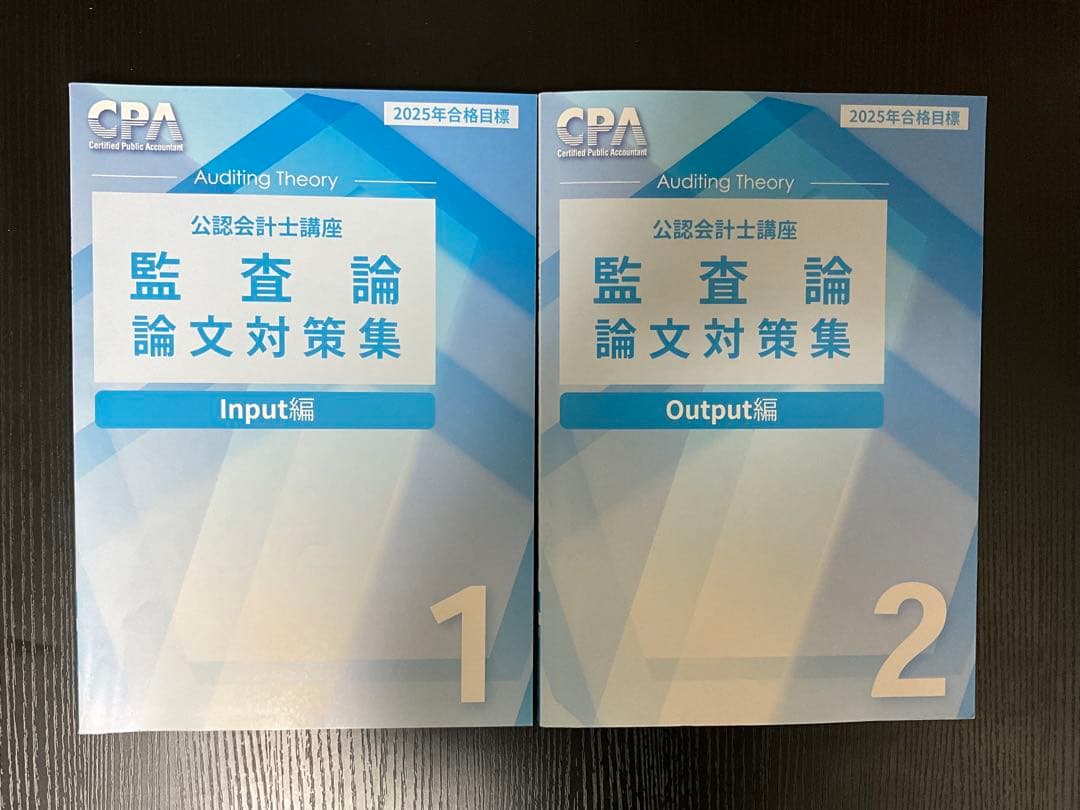 CPA
Certified Public Accountant
2025年合格目標
Auditing Theory
公認会計士講座
監査論
論文対策集
Input編
1
CPA
Certified Public Accountant
2025年合格目標
Auditing Theory
公認会計士講座
監査論
論文対策集
Output編
2